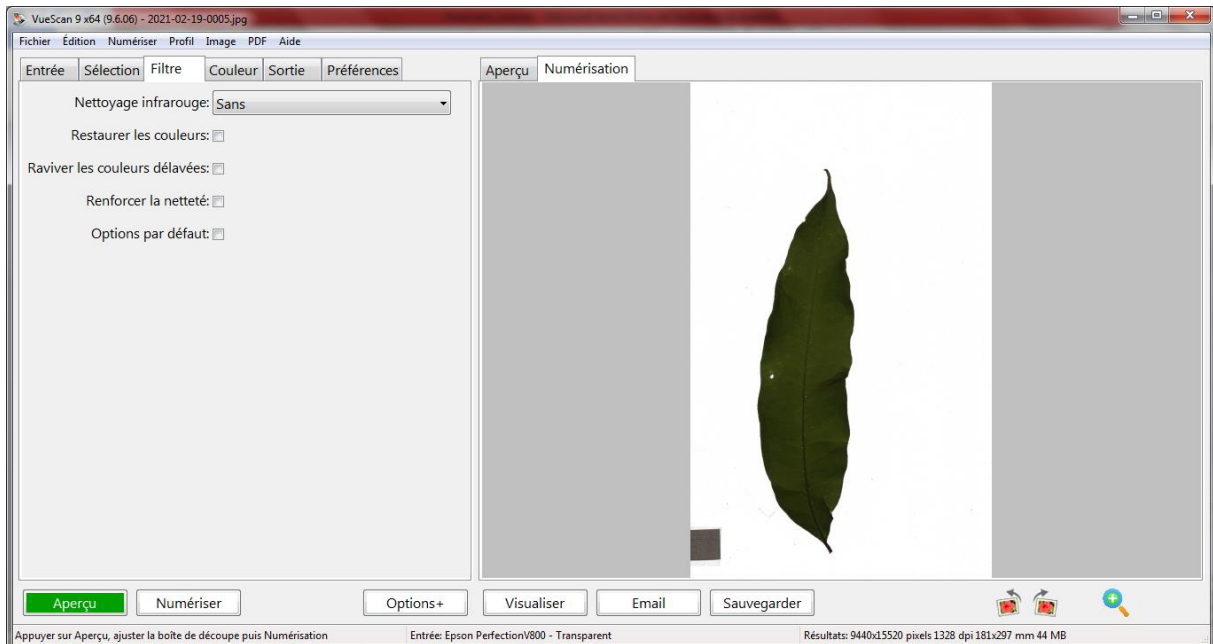 VueScan 9 x64 (9.6.06) - 2021-02-19-0005.jpg
Fichier Édition Numériser Profil Image PDF Aide
Entrée Sélection Filtre Couleur Sortie Préférences
Aperçu Numérisation
Nettoyage infrarouge: Sans
Restaurer les couleurs:
Raviver les couleurs délavées:
Renforcer la netteté:
Options par défaut:
Aperçu Numériser Options+ Visualiser Email Sauvegarder
Appuyer sur Aperçu, ajuster la boîte de découpe puis Numérisation Entrée: Epson PerfectionV800 - Transparent Résultats: 9440x15520 pixels 1328 dpi 181x297 mm 44 MB